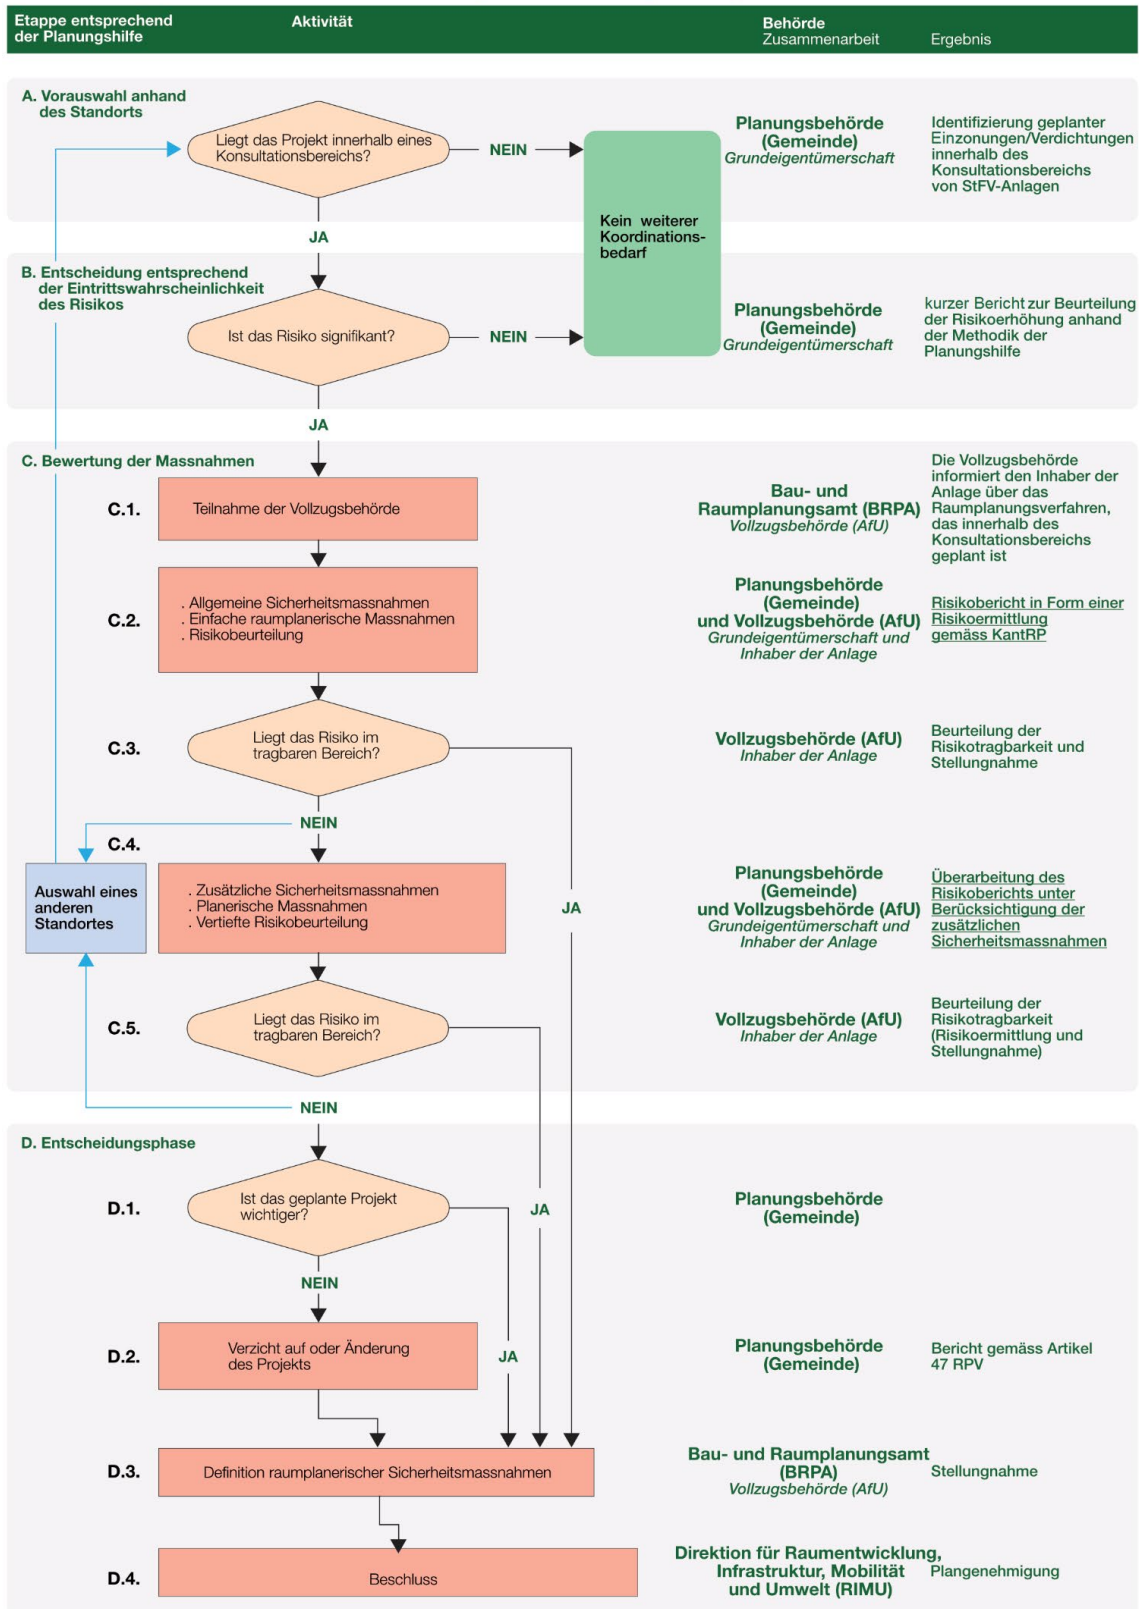 Etappe entsprechend
der Planungshilfe
Aktivität
Behörde
Zusammenarbeit
Ergebnis
A. Vorauswahl anhand
des Standorts
Liegt das Projekt innerhalb eines
Konsultationsbereichs?
NEIN
Kein weiterer
Koordinations-
bedarf
Planungsbehörde
(Gemeinde)
Grundeigentümerschaft
Identifizierung geplanter
Einzonungen/Verdichtungen
innerhalb des
Konsultationsbereichs
von StFV-Anlagen
JA
B. Entscheidung entsprechend
der Eintrittswahrscheinlichkeit
des Risikos
Ist das Risiko signifikant?
NEIN
Planungsbehörde
(Gemeinde)
Grundeigentümerschaft
kurzer Bericht zur Beurteilung
der Risikoerhöhung anhand
der Methodik der
Planungshilfe
JA
C. Bewertung der Massnahmen
C.1.
Teilnahme der Vollzugsbehörde
Bau- und
Raumplanungsamt (BRPA)
Vollzugsbehörde (AfU)
Die Vollzugsbehörde
informiert den Inhaber der
Anlage über das
Raumplanungsverfahren,
das innerhalb des
Konsultationsbereichs
geplant ist
C.2.
. Allgemeine Sicherheitsmassnahmen
. Einfache raumplanerische Massnahmen
. Risikobeurteilung
Planungsbehörde
(Gemeinde)
und Vollzugsbehörde (AfU)
Grundeigentümerschaft und
Inhaber der Anlage
Risikobericht in Form einer
Risikoermittlung
gemäss KantRP
C.3.
Liegt das Risiko im
tragbaren Bereich?
Vollzugsbehörde (AfU)
Inhaber der Anlage
Beurteilung der
Risikotragbarkeit und
Stellungnahme
NEIN
C.4.
Auswahl eines
anderen
Standortes
. Zusätzliche Sicherheitsmassnahmen
. Planerische Massnahmen
. Vertiefte Risikobeurteilung
JA
Planungsbehörde
(Gemeinde)
und Vollzugsbehörde (AfU)
Grundeigentümerschaft und
Inhaber der Anlage
Überarbeitung des
Risikoberichts unter
Berücksichtigung der
zusätzlichen
Sicherheitsmassnahmen
C.5.
Liegt das Risiko im
tragbaren Bereich?
Vollzugsbehörde (AfU)
Inhaber der Anlage
Beurteilung der
Risikotragbarkeit
(Risikoermittlung und
Stellungnahme)
NEIN
D. Entscheidungsphase
D.1.
Ist das geplante Projekt
wichtiger?
JA
Planungsbehörde
(Gemeinde)
NEIN
D.2.
Verzicht auf oder Änderung
des Projekts
JA
Planungsbehörde
(Gemeinde)
Bericht gemäss Artikel
47 RPV
D.3.
Definition raumplanerischer Sicherheitsmassnahmen
Bau- und Raumplanungsamt
(BRPA)
Vollzugsbehörde (AfU)
Stellungnahme
D.4.
Beschluss
Direktion für Raumentwicklung,
Infrastruktur, Mobilität
und Umwelt (RIMU)
Plangenehmigung